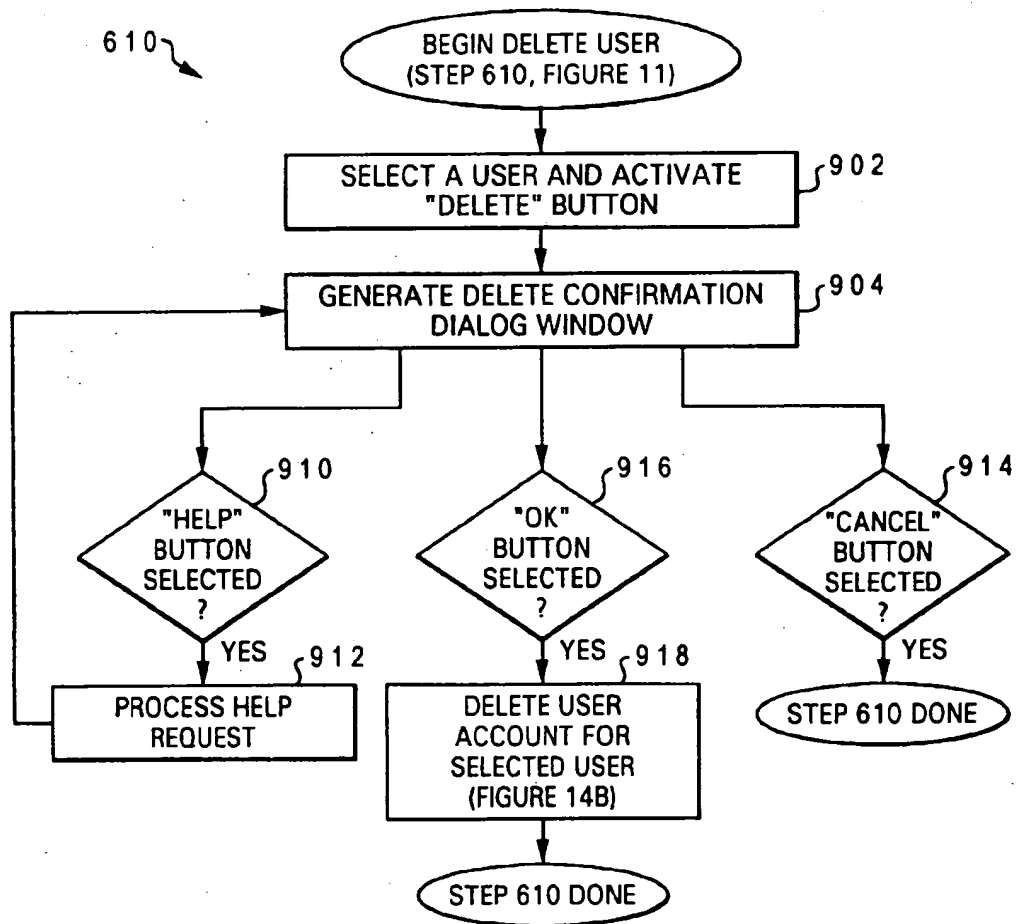 610
BEGIN DELETE USER
(STEP 610, FIGURE 11)
SELECT A USER AND ACTIVATE
"DELETE" BUTTON
902
GENERATE DELETE CONFIRMATION
DIALOG WINDOW
904
"HELP"
BUTTON
SELECTED
?
910
"OK"
BUTTON
SELECTED
?
916
"CANCEL"
BUTTON
SELECTED
?
914
YES
YES
YES
PROCESS HELP
REQUEST
912
DELETE USER
ACCOUNT FOR
SELECTED USER
(FIGURE 14B)
918
STEP 610 DONE
STEP 610 DONE